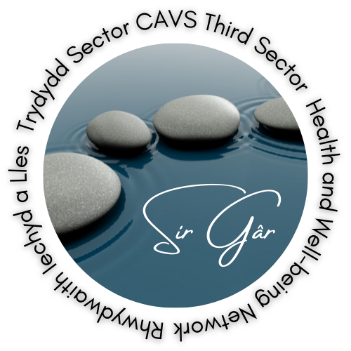 CAVS Third Sector Health and Well-being Network Rhwydwaith Iechyd a Lles Trydydd Sector
Sir Gâr